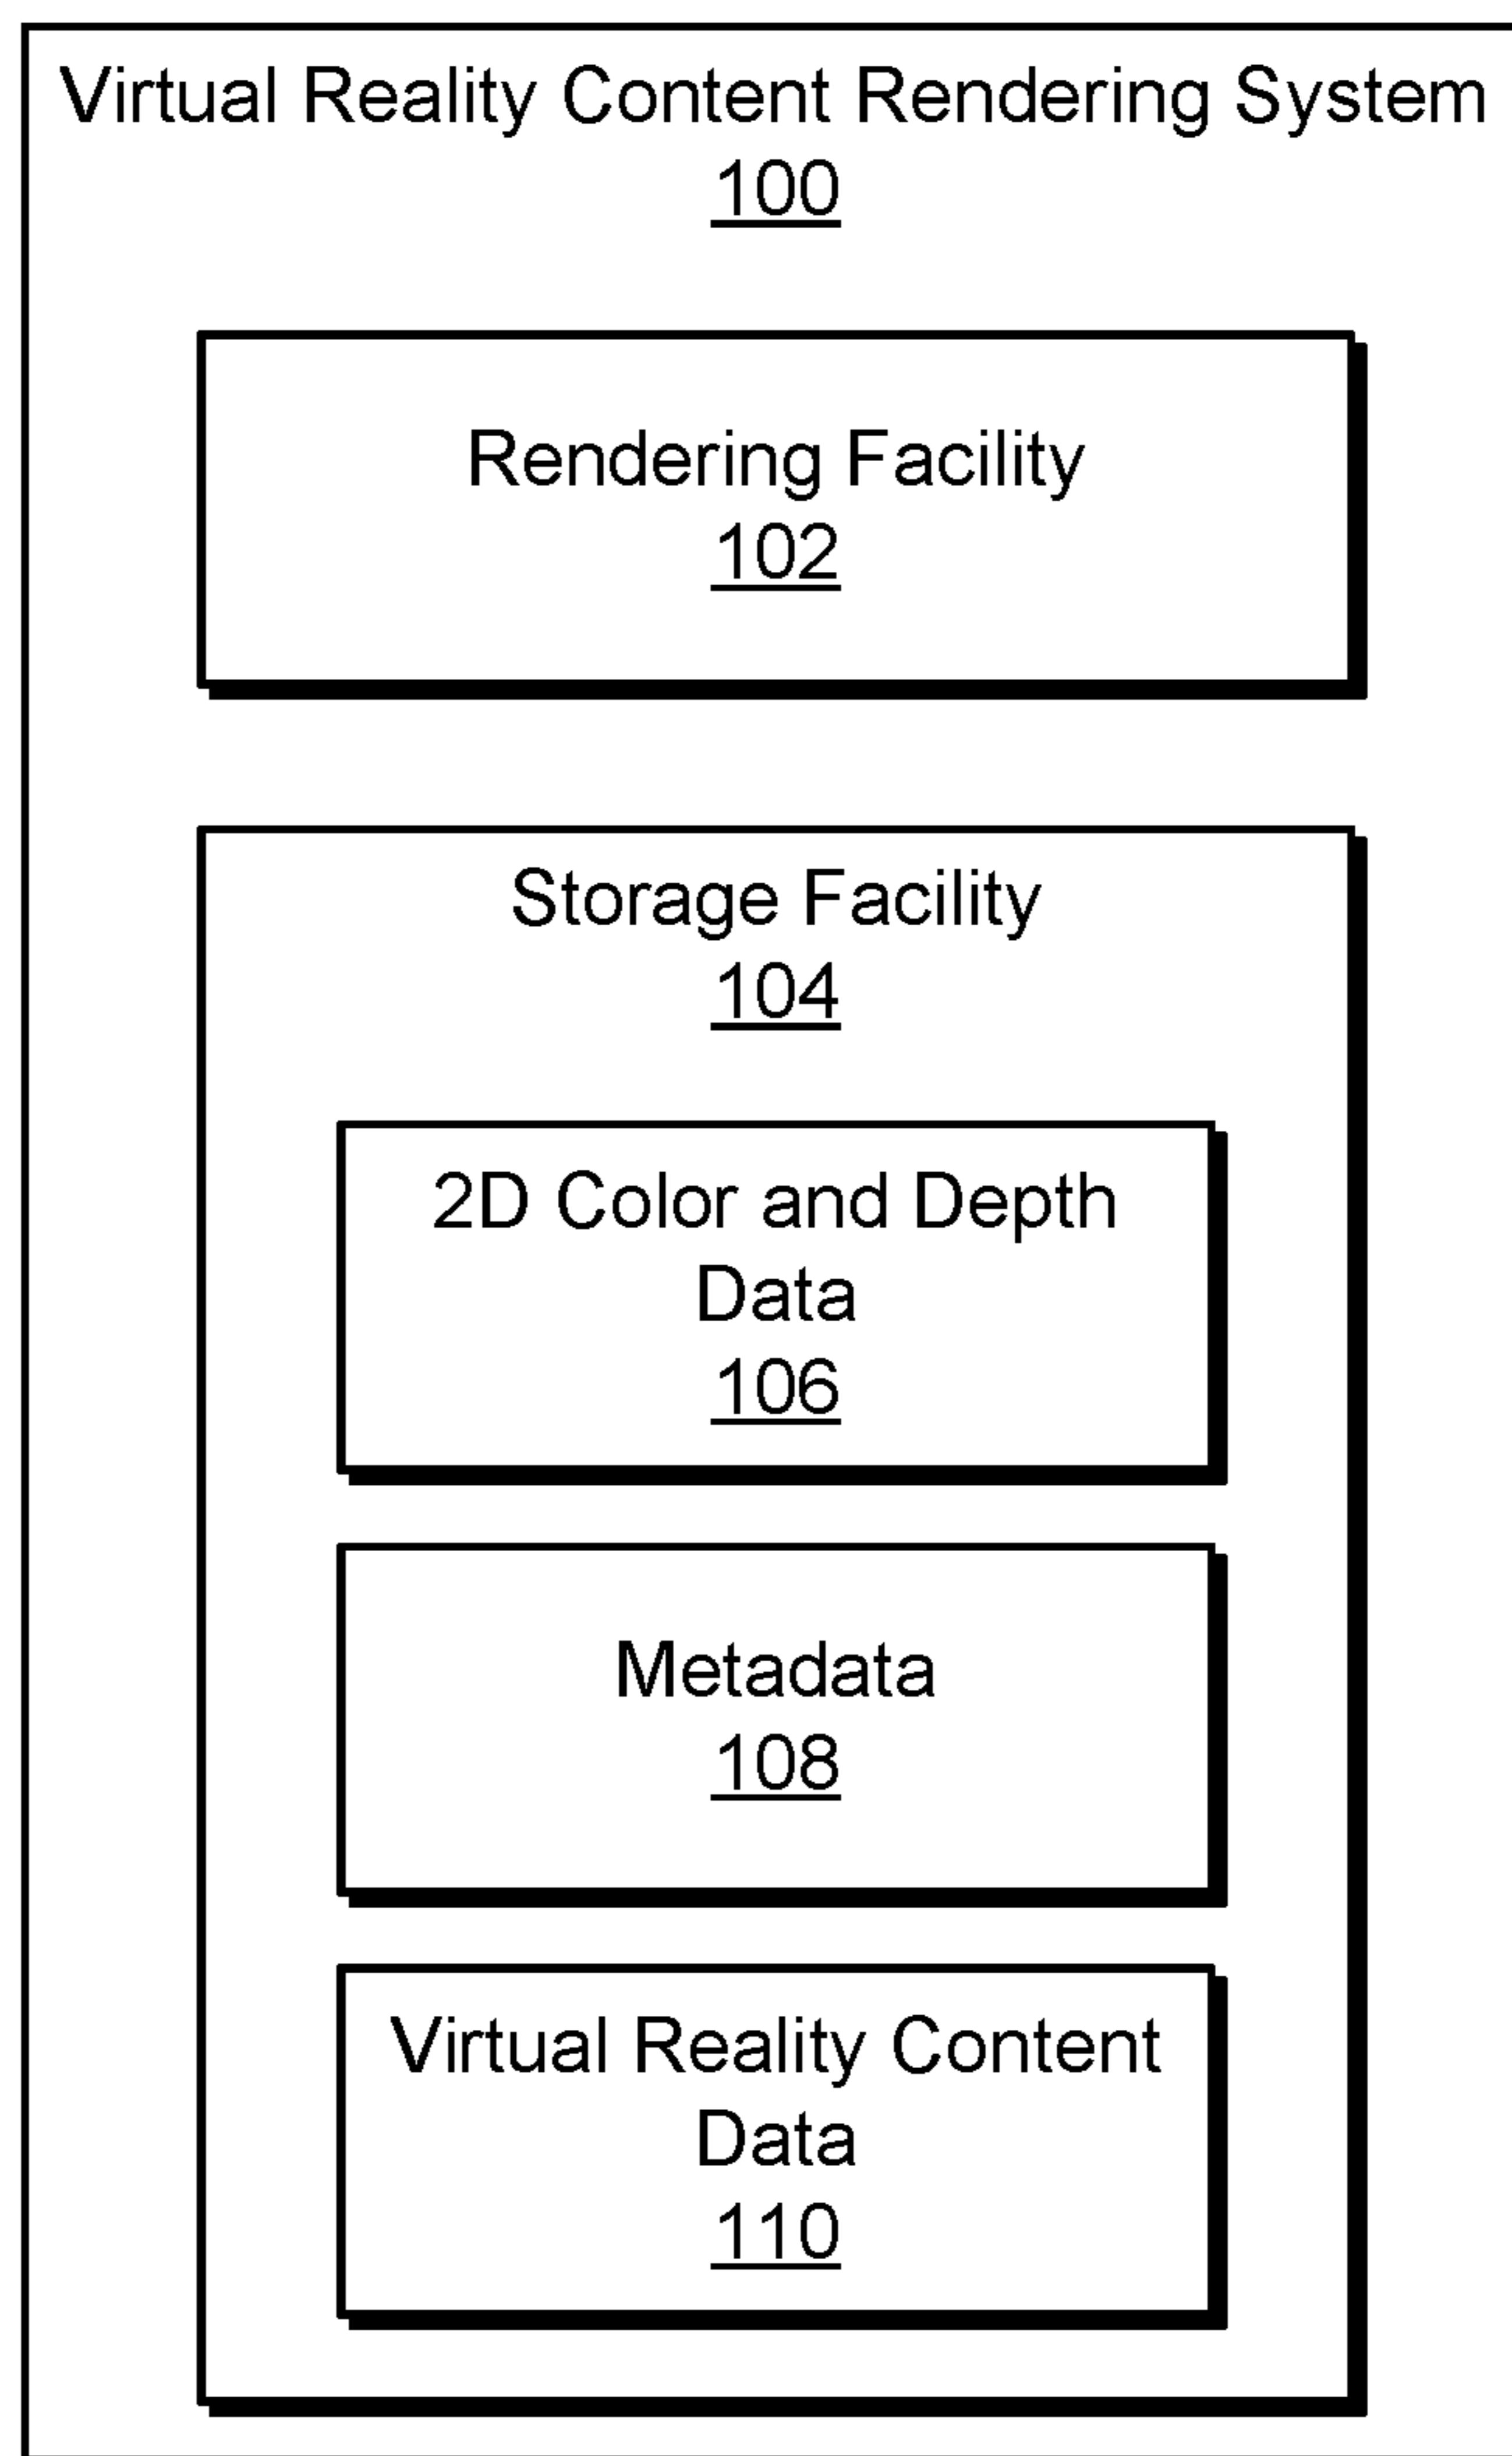 Virtual Reality Content Rendering System
100
Rendering Facility
102
Storage Facility
104
2D Color and Depth
Data
106
Metadata
108
Virtual Reality Content
Data
110